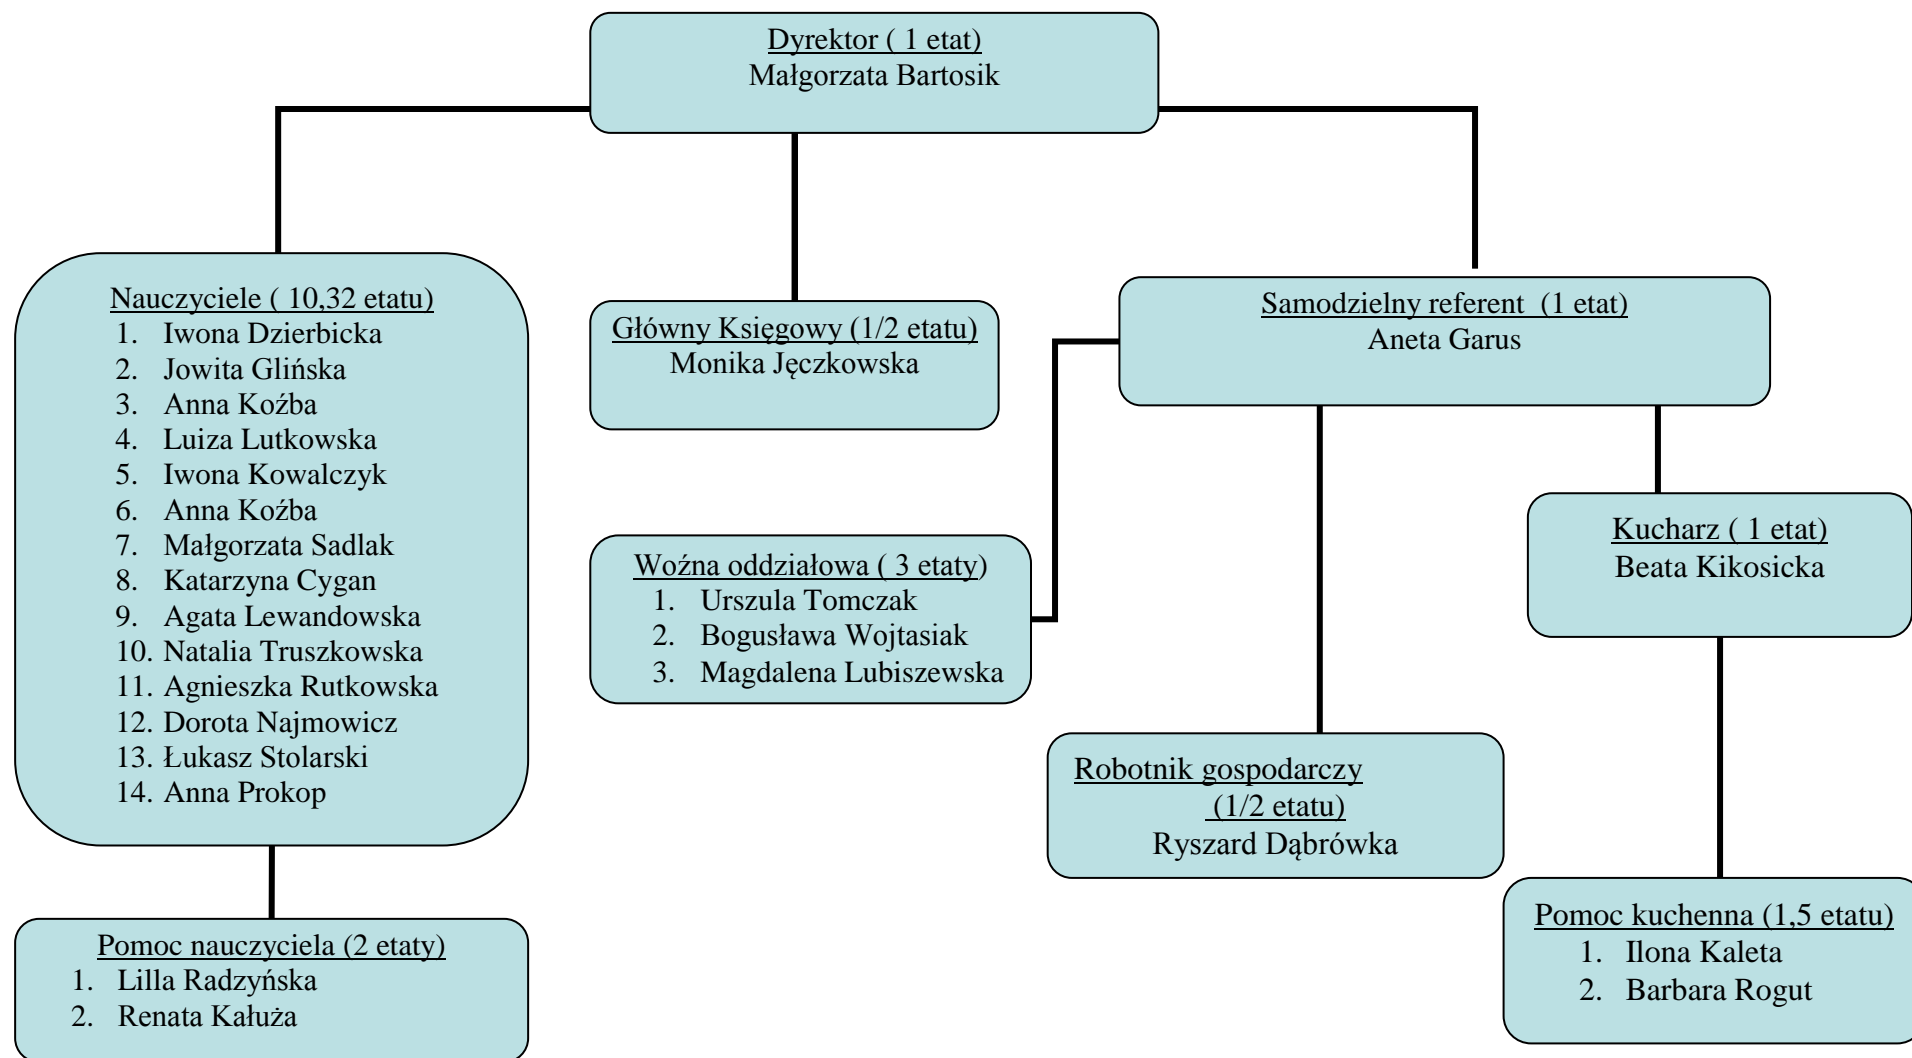 Dyrektor ( 1 etat)
Małgorzata Bartosik
Nauczyciele ( 10,32 etatu)
1. Iwona Dzierbicka
2. Jowita Glińska
3. Anna Koźba
4. Luiza Lutkowska
5. Iwona Kowalczyk
6. Anna Koźba
7. Małgorzata Sadlak
8. Katarzyna Cygan
9. Agata Lewandowska
10. Natalia Truszkowska
11. Agnieszka Rutkowska
12. Dorota Najmowicz
13. Łukasz Stolarski
14. Anna Prokop
Główny Księgowy (1/2 etatu)
Monika Jęczkowska
Samodzielny referent (1 etat)
Aneta Garus
Woźna oddziałowa ( 3 etaty)
1. Urszula Tomczak
2. Bogusława Wojtasiak
3. Magdalena Lubiszewska
Kucharz ( 1 etat)
Beata Kikosicka
Robotnik gospodarczy
(1/2 etatu)
Ryszard Dąbrówka
Pomoc nauczyciela (2 etaty)
1. Lilla Radzyńska
2. Renata Kałuża
Pomoc kuchenna (1,5 etatu)
1. Ilona Kaleta
2. Barbara Rogut